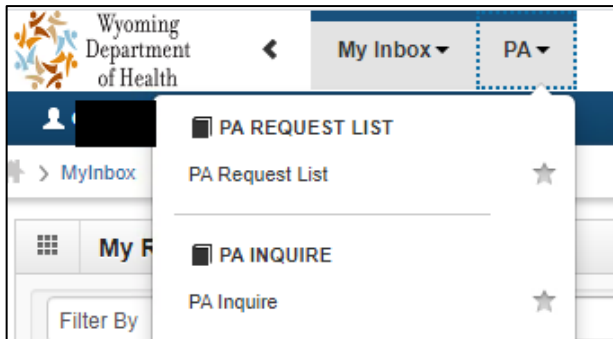 Wyoming
Department
of Health
My Inbox
PA
PA REQUEST LIST
MyInbox
PA Request List
My R
PA INQUIRE
PA Inquire
Filter By